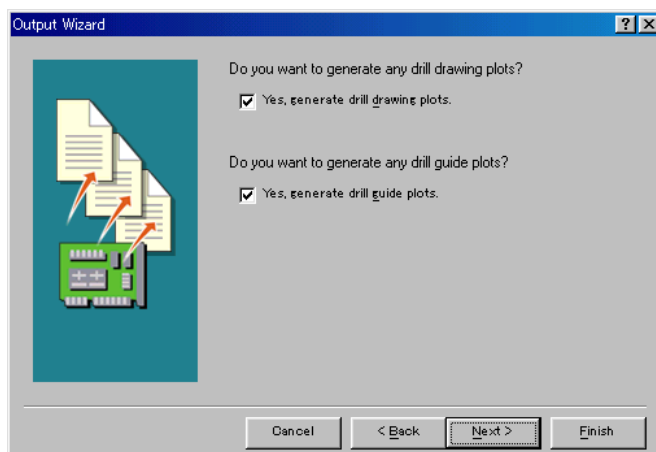 Output Wizard
? X
Do you want to generate any drill drawing plots?
Yes, generate drill drawing plots.
Do you want to generate any drill guide plots?
Yes, generate drill guide plots.
Cancel
< Back
Next >
Finish